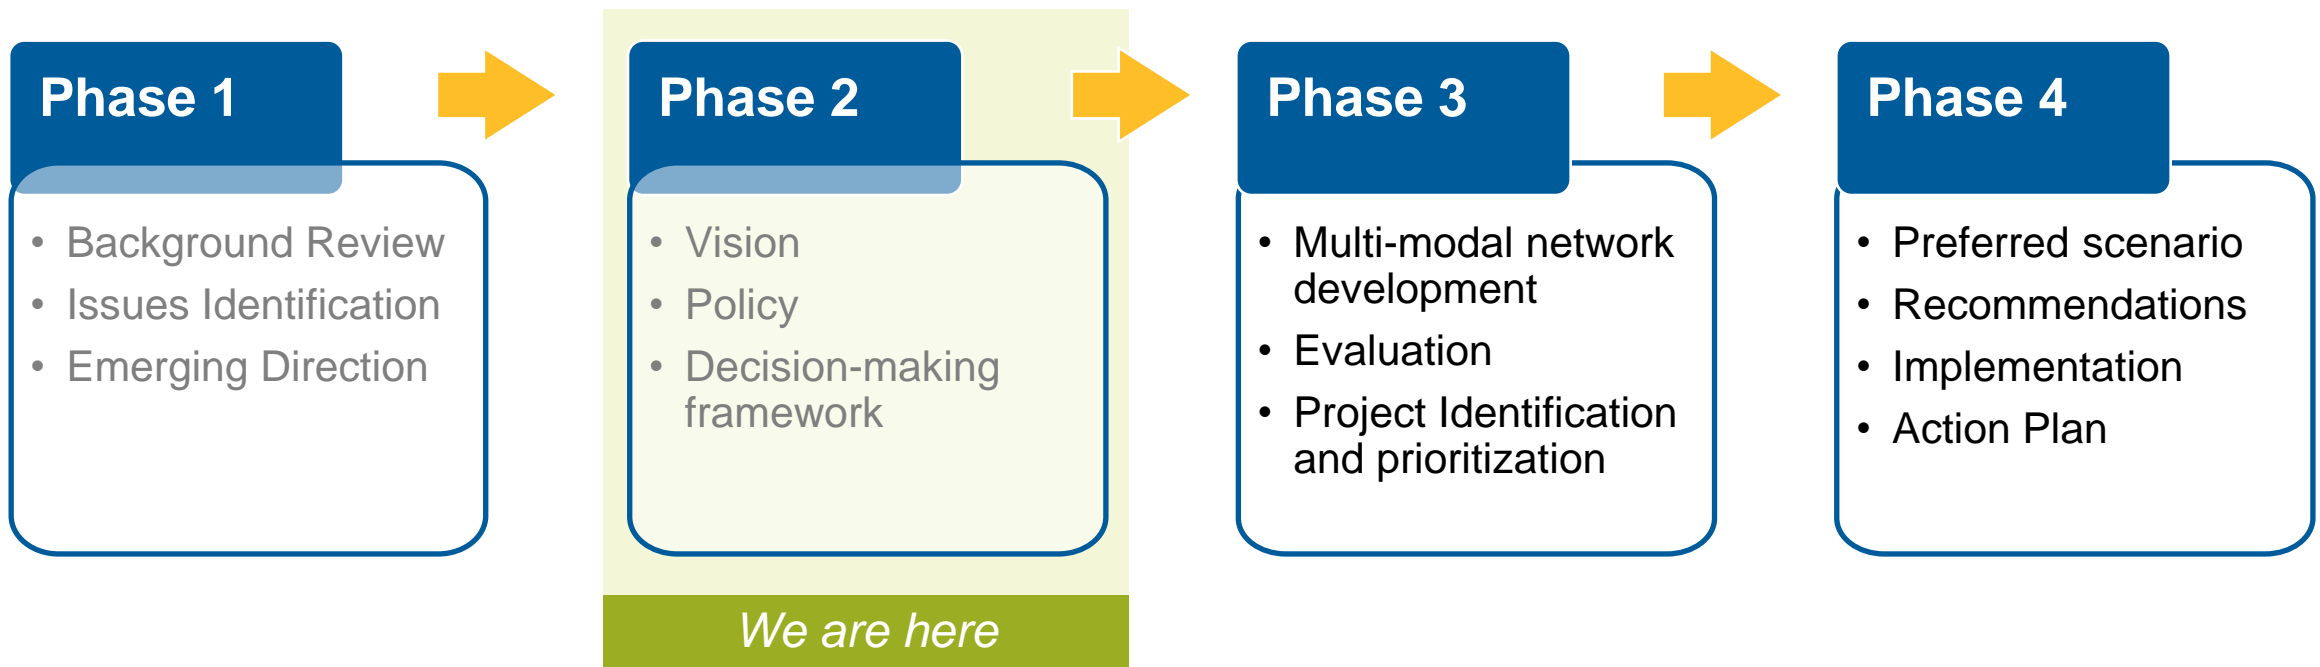 Phase 1
• Background Review
• Issues Identification
• Emerging Direction
Phase 2
• Vision
• Policy
• Decision-making
framework
We are here
Phase 3
• Multi-modal network
development
• Evaluation
• Project Identification
and prioritization
Phase 4
• Preferred scenario
• Recommendations
• Implementation
• Action Plan